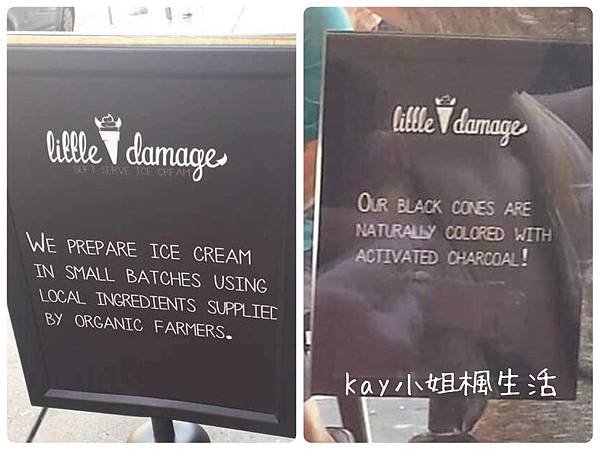 little damage
SOFT SERVE ICE CREAM
WE PREPARE ICE CREAM
IN SMALL BATCHES USING
LOCAL INGREDIENTS SUPPLIED
BY ORGANIC FARMERS.
little damage
OUR BLACK CONES ARE
NATURALLY COLORED WITH
ACTIVATED CHARCOAL!
kay小姐楓生活